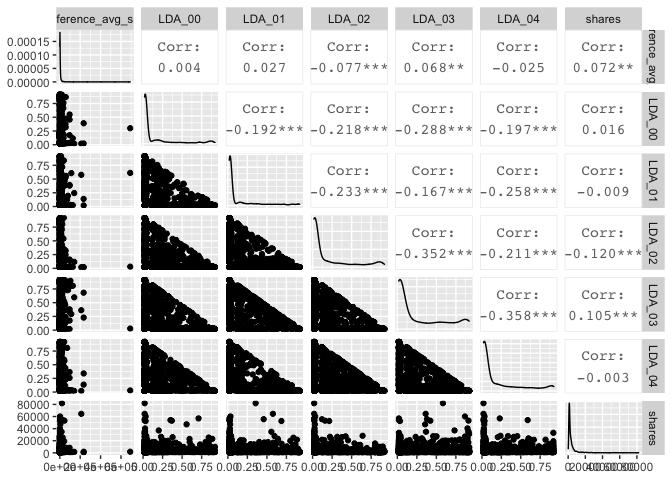 ference_avg_s LDA_00 LDA_01 LDA_02 LDA_03 LDA_04 shares
0.00015
0.00010
0.00005
0.00000
Corr: Corr: Corr: Corr: Corr: Corr:
0.004 0.027 -0.077*** 0.068** -0.025 0.072**
rence_avg
0.75
0.50
0.25
0.00
Corr: Corr: Corr: Corr: Corr:
-0.192*** -0.218*** -0.288*** -0.197*** 0.016
LDA_00
0.75
0.50
0.25
0.00
Corr: Corr: Corr: Corr:
-0.233*** -0.167*** -0.258*** -0.009
LDA_01
0.75
0.50
0.25
0.00
Corr: Corr: Corr:
-0.352*** -0.211*** -0.120***
LDA_02
0.75
0.50
0.25
0.00
Corr: Corr:
-0.358*** 0.105***
LDA_03
0.75
0.50
0.25
0.00
Corr:
-0.003
LDA_04
80000
60000
40000
20000
0
shares
0.00 0.25 0.50 0.75 0.00 0.25 0.50 0.75 0.00 0.25 0.50 0.75 0.00 0.25 0.50 0.75 0.00 0.25 0.50 0.75